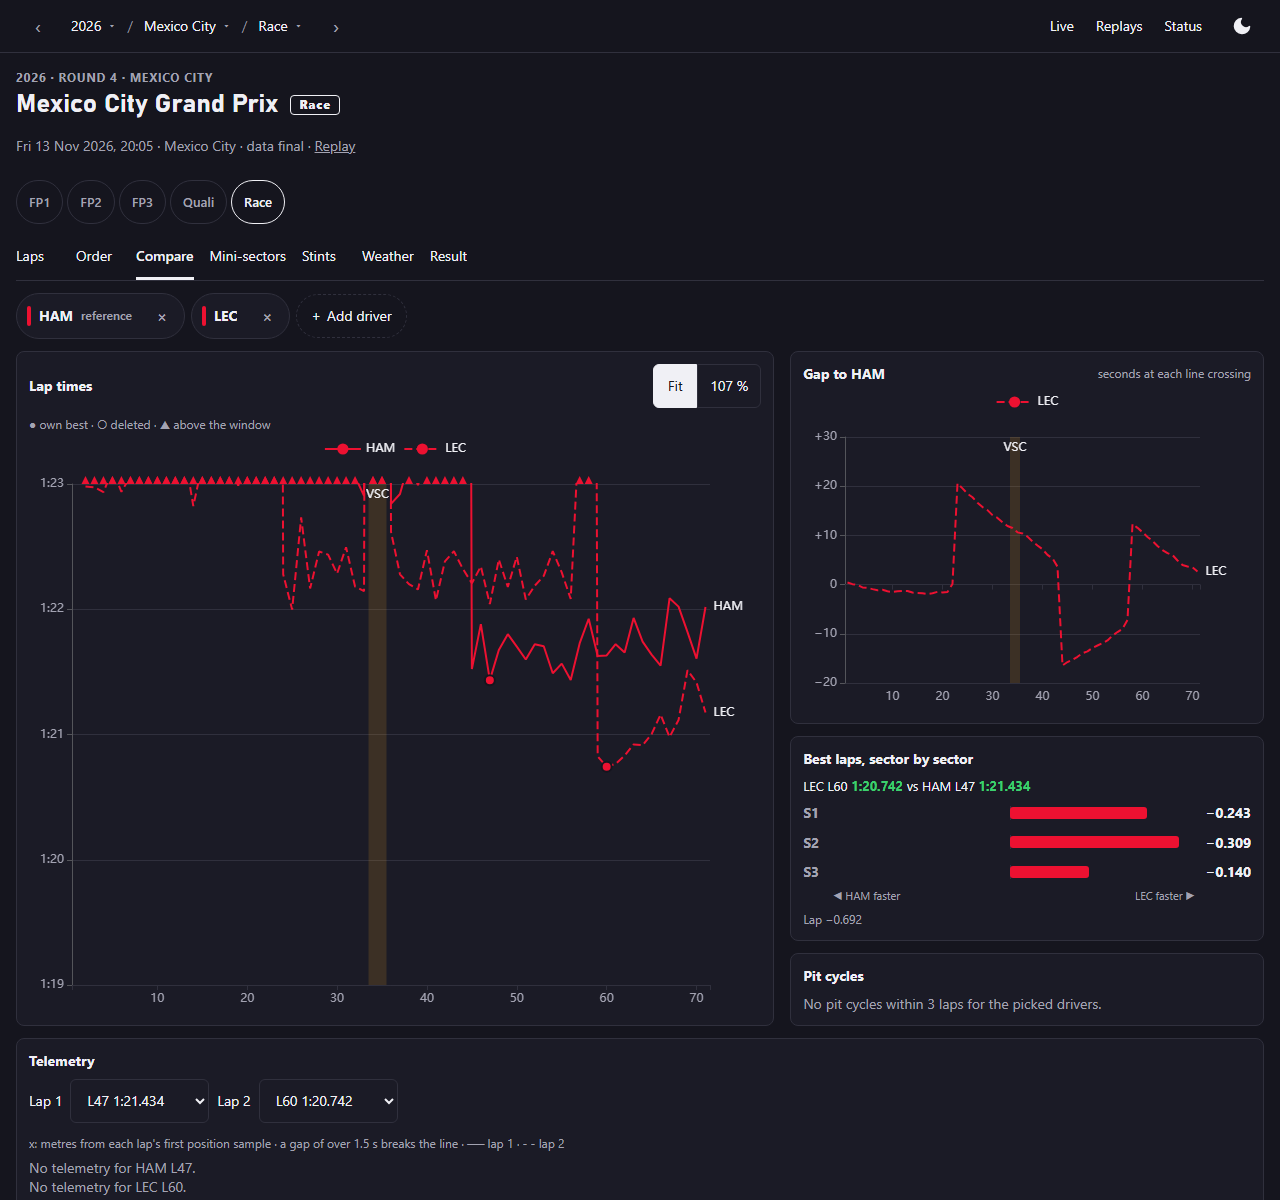 ‹ 2026 / Mexico City / Race › Live Replays Status
2026 · ROUND 4 · MEXICO CITY
Mexico City Grand Prix Race
Fri 13 Nov 2026, 20:05 · Mexico City · data final · Replay
FP1 FP2 FP3 Quali Race
Laps Order Compare Mini-sectors Stints Weather Result
HAM reference × LEC × + Add driver
Lap times Fit 107 %
● own best · ○ deleted · ▲ above the window
HAM LEC
1:23
VSC
1:22
HAM
LEC
1:21
1:20
1:19
10 20 30 40 50 60 70
Gap to HAM seconds at each line crossing
LEC
+30
VSC
+20
+10
LEC
0
−10
−20
10 20 30 40 50 60 70
Best laps, sector by sector
LEC L60 1:20.742 vs HAM L47 1:21.434
S1 −0.243
S2 −0.309
S3 −0.140
◀ HAM faster LEC faster ▶
Lap −0.692
Pit cycles
No pit cycles within 3 laps for the picked drivers.
Telemetry
Lap 1 L47 1:21.434 Lap 2 L60 1:20.742
x: metres from each lap's first position sample · a gap of over 1.5 s breaks the line · ── lap 1 · - - lap 2
No telemetry for HAM L47.
No telemetry for LEC L60.